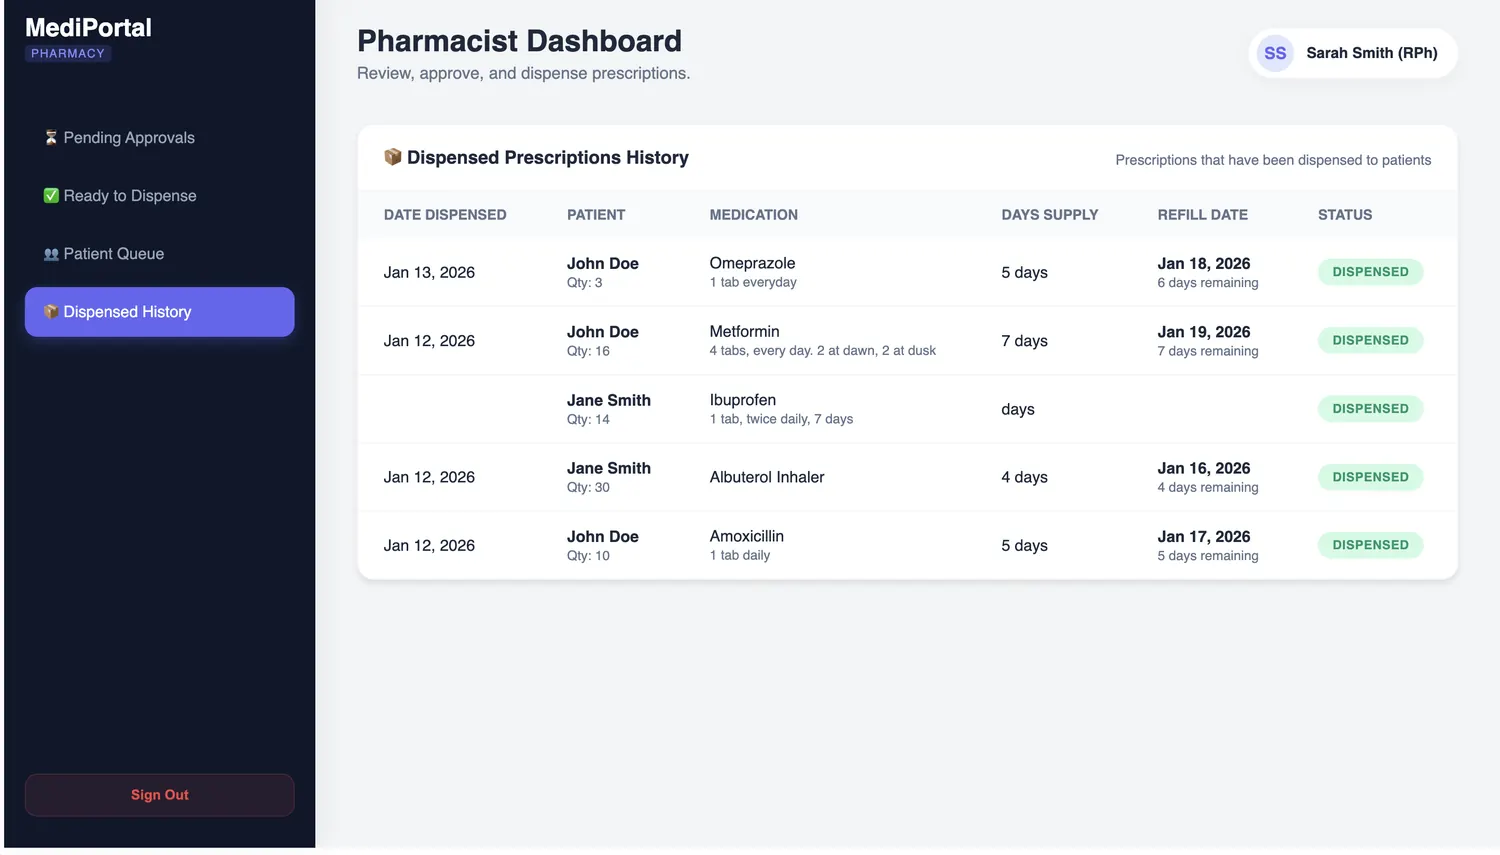 MediPortal
PHARMACY
⏳ Pending Approvals
✅ Ready to Dispense
👥 Patient Queue
📦 Dispensed History
Sign Out
Pharmacist Dashboard
Review, approve, and dispense prescriptions.
SS Sarah Smith (RPh)
📦 Dispensed Prescriptions History
Prescriptions that have been dispensed to patients
DATE DISPENSED PATIENT MEDICATION DAYS SUPPLY REFILL DATE STATUS
Jan 13, 2026 John Doe Omeprazole 5 days Jan 18, 2026 DISPENSED
Qty: 3 1 tab everyday 6 days remaining
Jan 12, 2026 John Doe Metformin 7 days Jan 19, 2026 DISPENSED
Qty: 16 4 tabs, every day. 2 at dawn, 2 at dusk 7 days remaining
Jane Smith Ibuprofen days DISPENSED
Qty: 14 1 tab, twice daily, 7 days
Jan 12, 2026 Jane Smith Albuterol Inhaler 4 days Jan 16, 2026 DISPENSED
Qty: 30 4 days remaining
Jan 12, 2026 John Doe Amoxicillin 5 days Jan 17, 2026 DISPENSED
Qty: 10 1 tab daily 5 days remaining